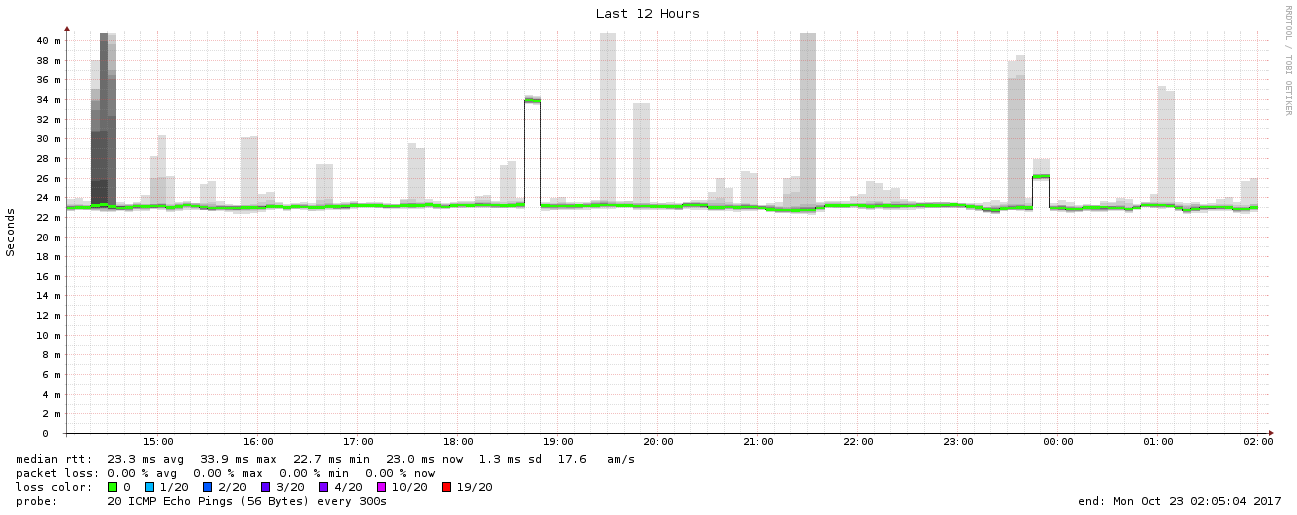 Last 12 Hours
RRDTOOL / TOBI OETIKER
Seconds
40 m
38 m
36 m
34 m
32 m
30 m
28 m
26 m
24 m
22 m
20 m
18 m
16 m
14 m
12 m
10 m
8 m
6 m
4 m
2 m
0
15:00 16:00 17:00 18:00 19:00 20:00 21:00 22:00 23:00 00:00 01:00 02:00
median rtt: 23.3 ms avg 33.9 ms max 22.7 ms min 23.0 ms now 1.3 ms sd 17.6 am/s
packet loss: 0.00 % avg 0.00 % max 0.00 % min 0.00 % now
loss color: 0 1/20 2/20 3/20 4/20 10/20 19/20
probe: 20 ICMP Echo Pings (56 Bytes) every 300s end: Mon Oct 23 02:05:04 2017